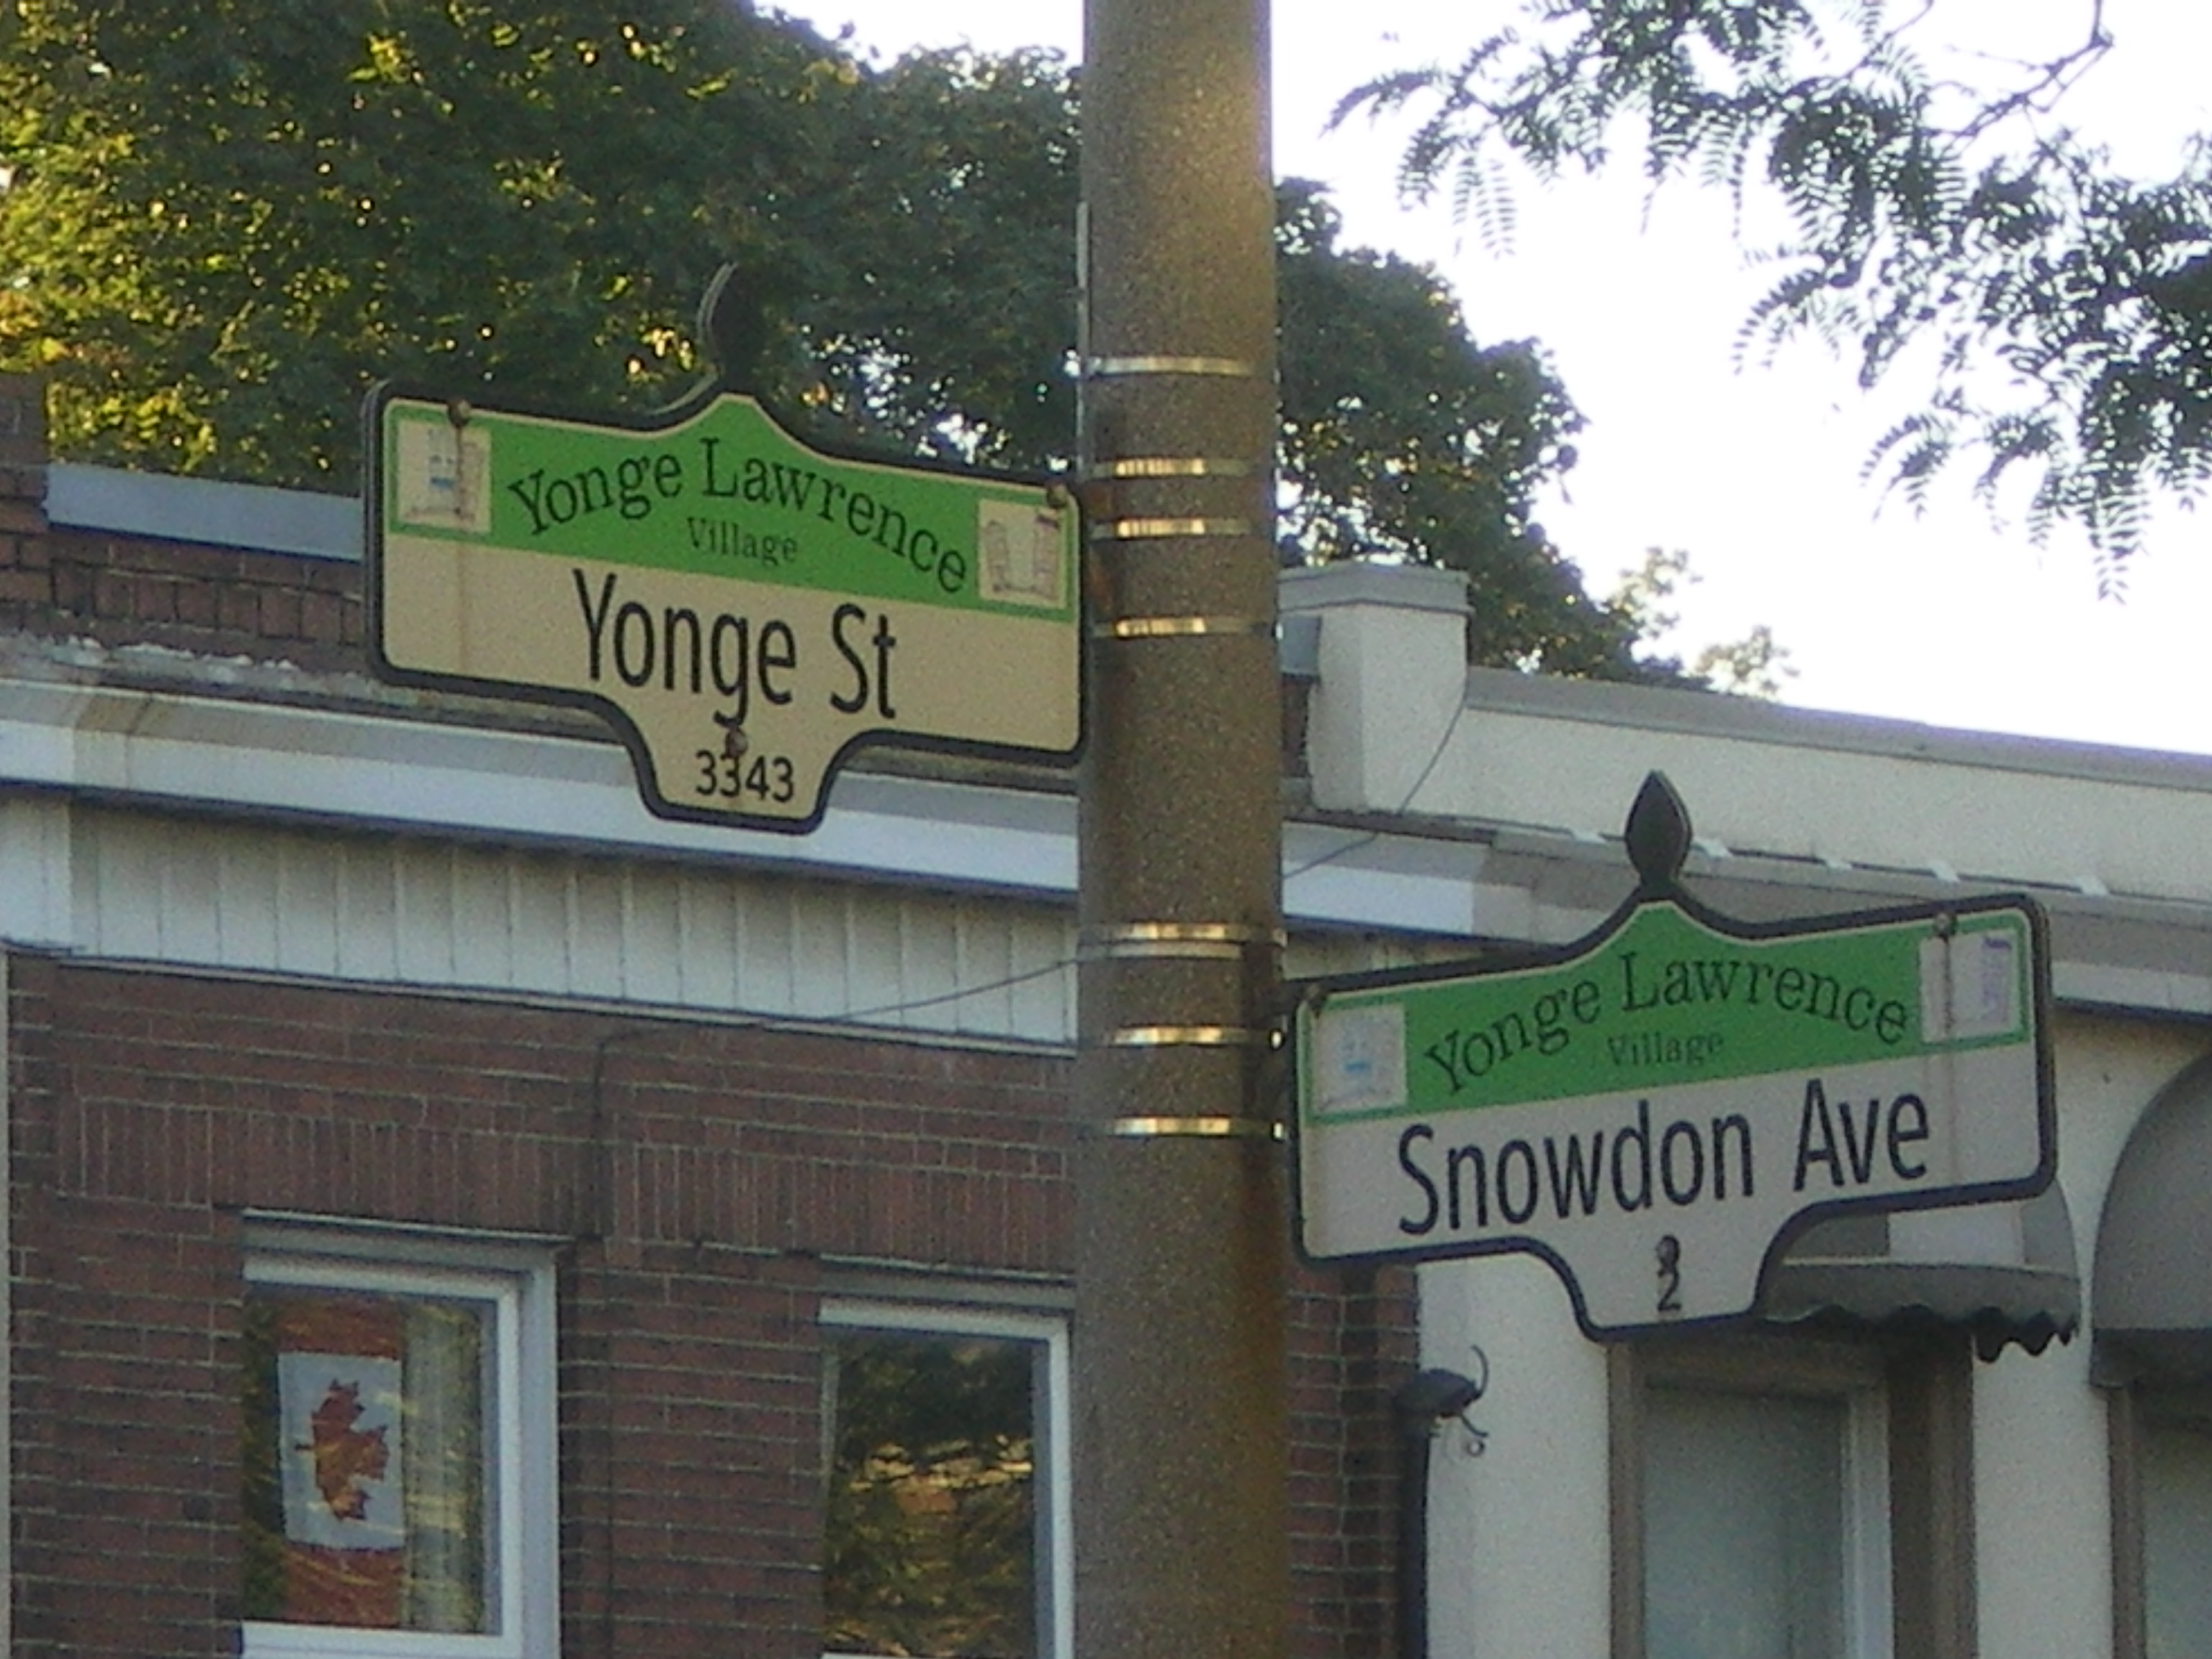 Yonge Lawrence
Village
Yonge St
3343
Yonge Lawrence
Village
Snowdon Ave
2